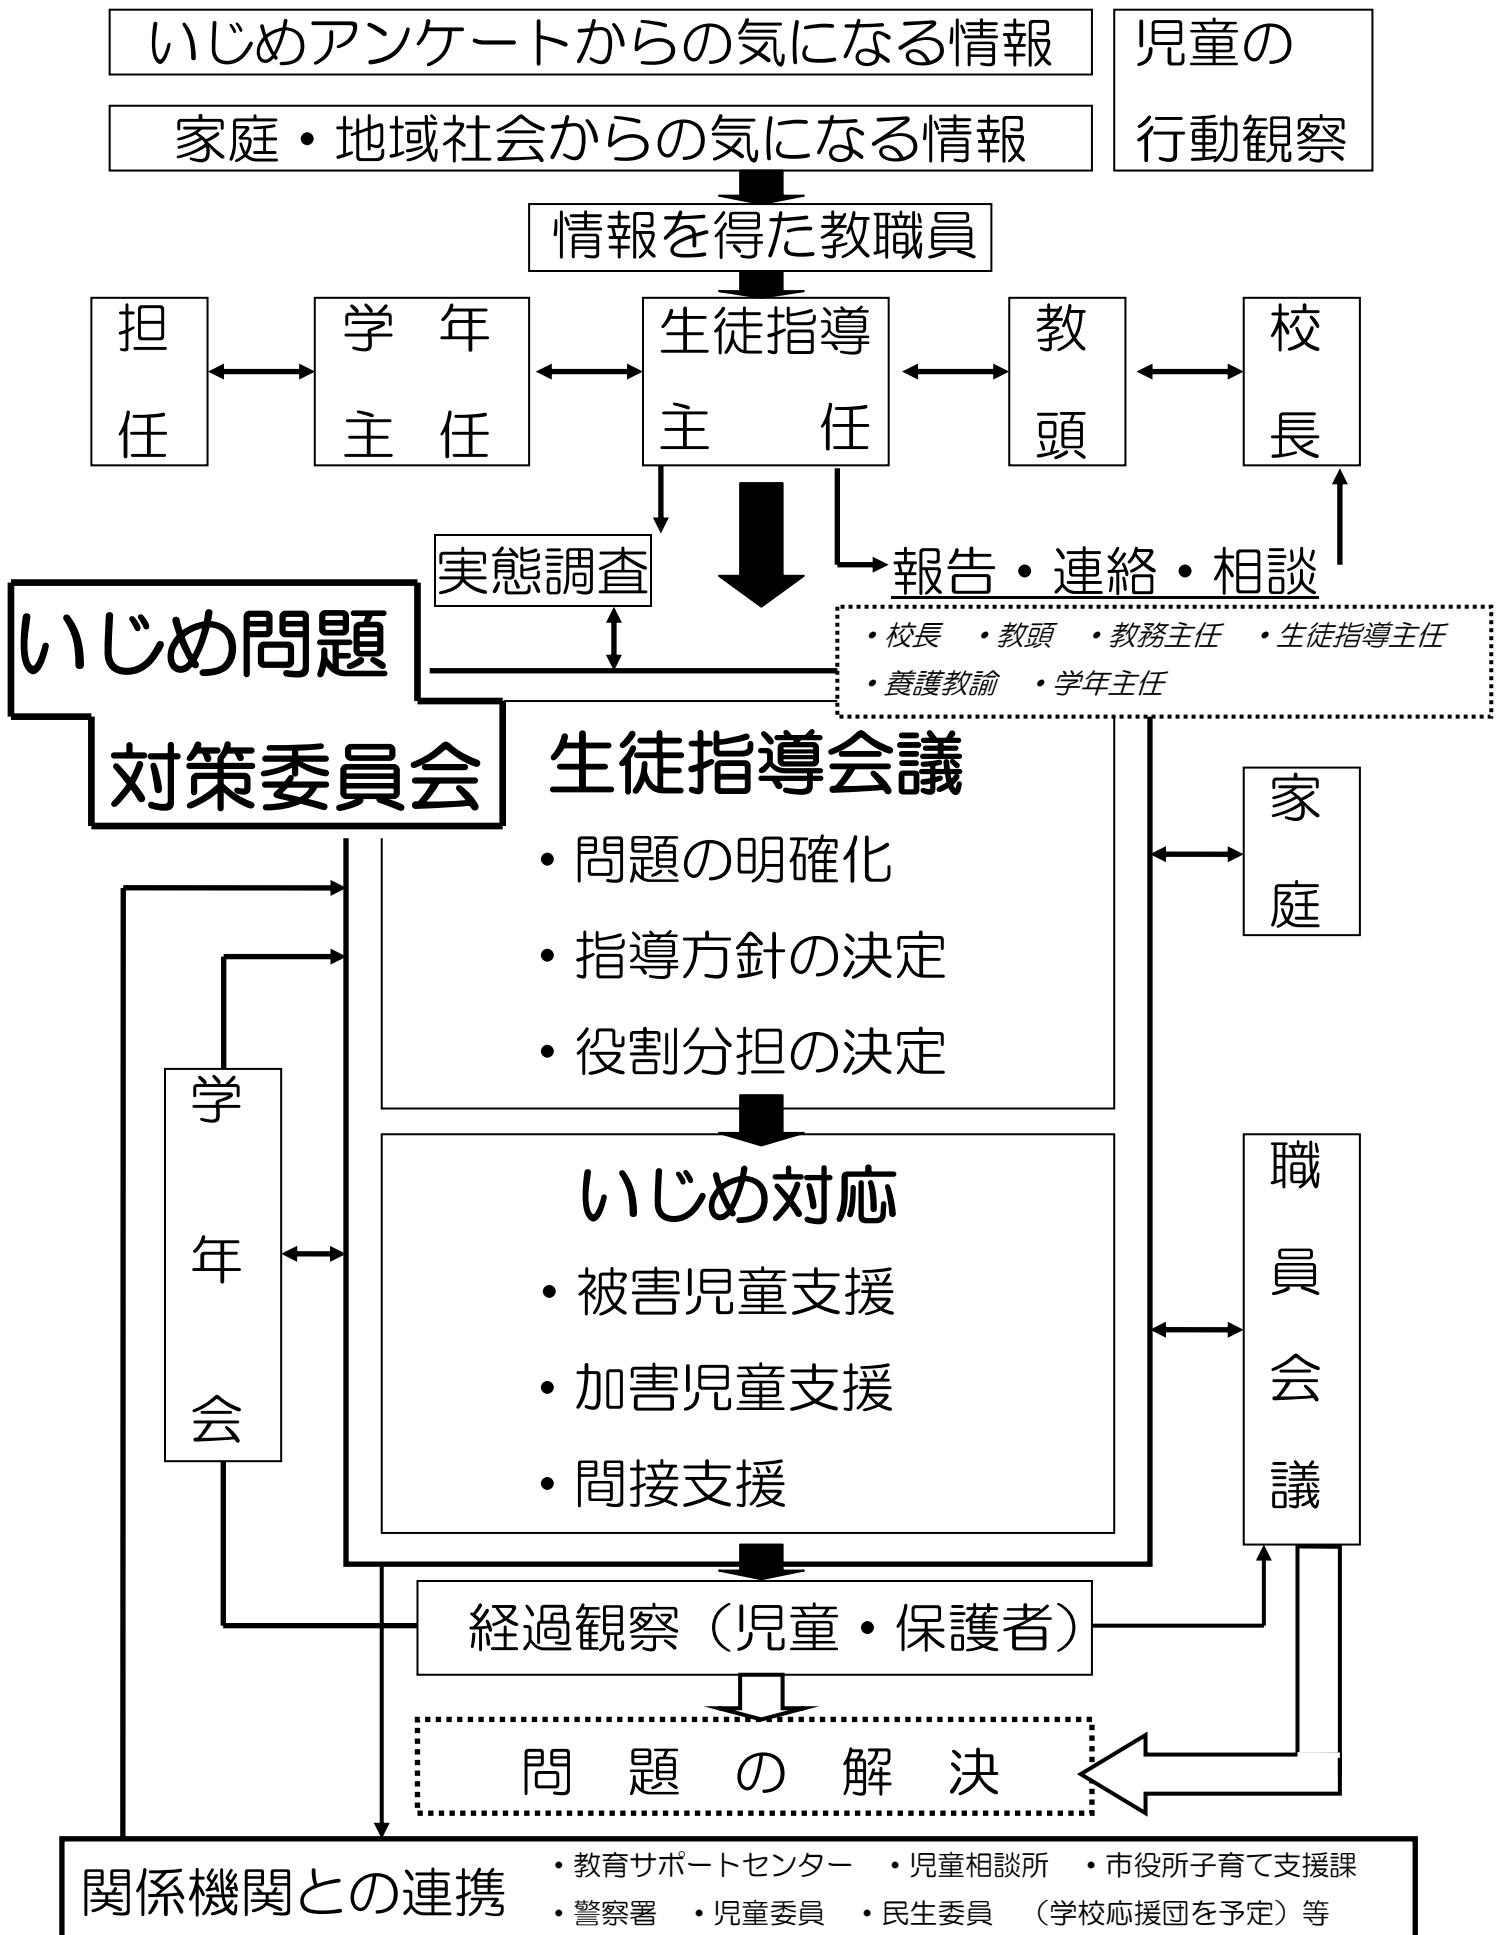 いじめアンケートからの気になる情報
児童の
行動観察
家庭・地域社会からの気になる情報
情報を得た教職員
担任
学年
主任
生徒指導
主　任
教頭
校長
実態調査
報告・連絡・相談
・校長　・教頭　・教務主任　・生徒指導主任
・養護教諭　・学年主任
いじめ問題
対策委員会
生徒指導会議
・問題の明確化
・指導方針の決定
・役割分担の決定
家庭
学年会
いじめ対応
・被害児童支援
・加害児童支援
・間接支援
職員会議
経過観察（児童・保護者）
問　題　の　解　決
関係機関との連携
・教育サポートセンター　・児童相談所　・市役所子育て支援課
・警察署　・児童委員　・民生委員　（学校応援団を予定）等